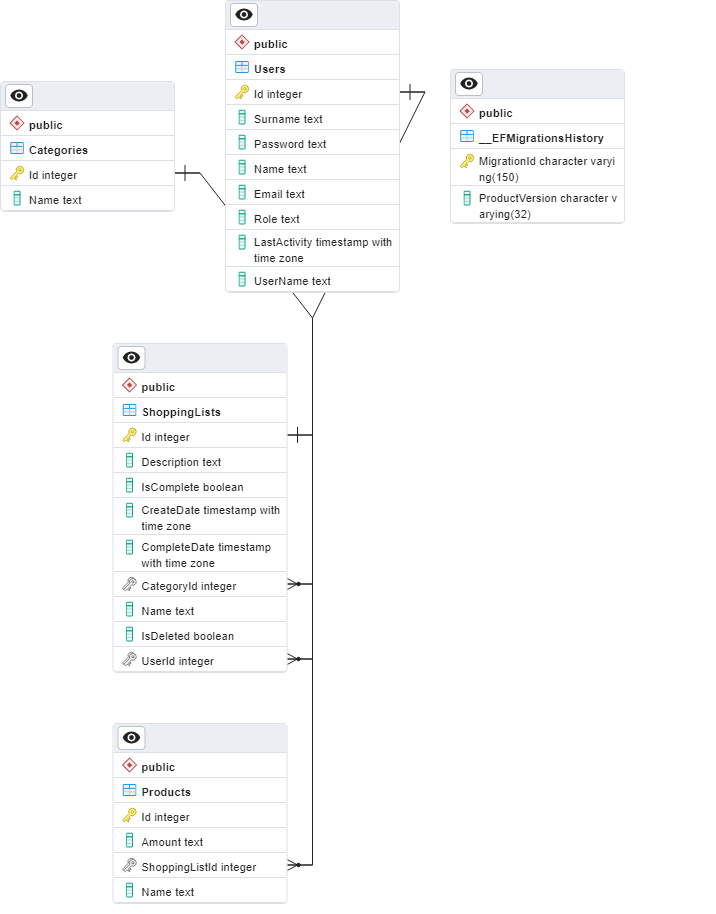 public
Users
Id integer
Surname text
Password text
Name text
Email text
Role text
LastActivity timestamp with
time zone
UserName text
public
Categories
Id integer
Name text
public
__EFMigrationsHistory
MigrationId character varyi
ng(150)
ProductVersion character v
arying(32)
public
ShoppingLists
Id integer
Description text
IsComplete boolean
CreateDate timestamp with
time zone
CompleteDate timestamp
with time zone
CategoryId integer
Name text
IsDeleted boolean
UserId integer
public
Products
Id integer
Amount text
ShoppingListId integer
Name text